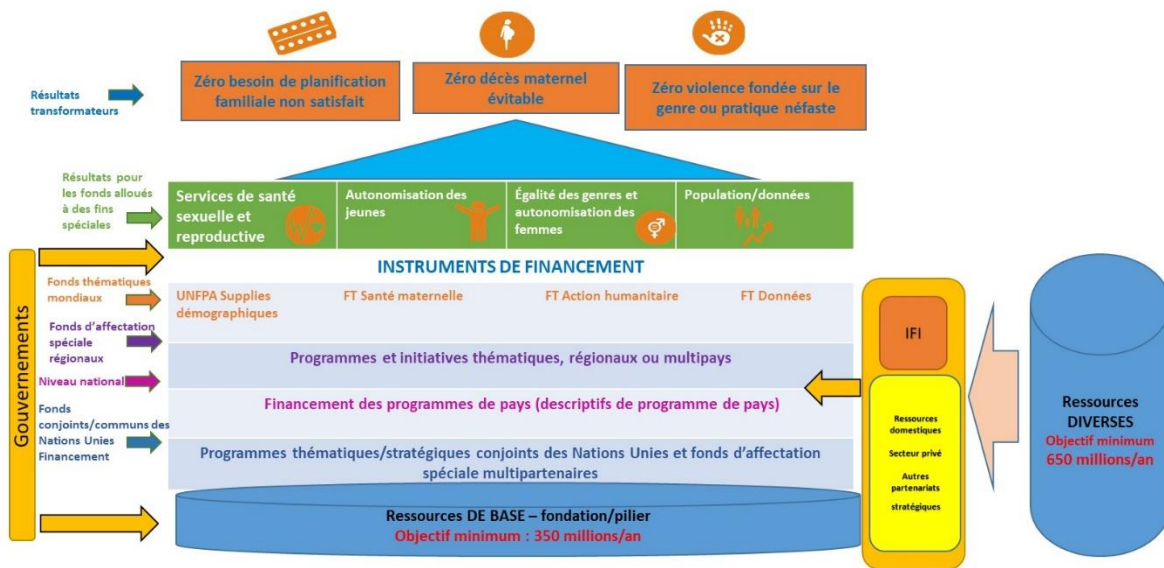 Résultats
transformateurs
Zéro besoin de planification
familiale non satisfait
Zéro décès maternel
évitable
Zéro violence fondée sur le
genre ou pratique néfaste
Résultats pour
les fonds alloués
à des fins
spéciales
Services de santé
sexuelle et
reproductive
Autonomisation des
jeunes
Égalité des genres et
autonomisation des
femmes
Population/données
INSTRUMENTS DE FINANCEMENT
Gouvernements
Fonds thématiques
mondiaux
UNFPA Supplies
démographiques
FT Santé maternelle
FT Action humanitaire
FT Données
Fonds d'affectation
spéciale
régionaux
Programmes et initiatives thématiques, régionaux ou multipays
Niveau national
Financement des programmes de pays (descriptifs de programme de pays)
Fonds
conjoints/communs des
Nations Unies
Financement
Programmes thématiques/stratégiques conjoints des Nations Unies et fonds d'affectation
spéciale multipartenaires
Ressources DE BASE – fondation/pilier
Objectif minimum : 350 millions/an
IFI
Ressources
domestiques
Secteur privé
Autres
partenariats
stratégiques
Ressources
DIVERSES
Objectif minimum
650 millions/an